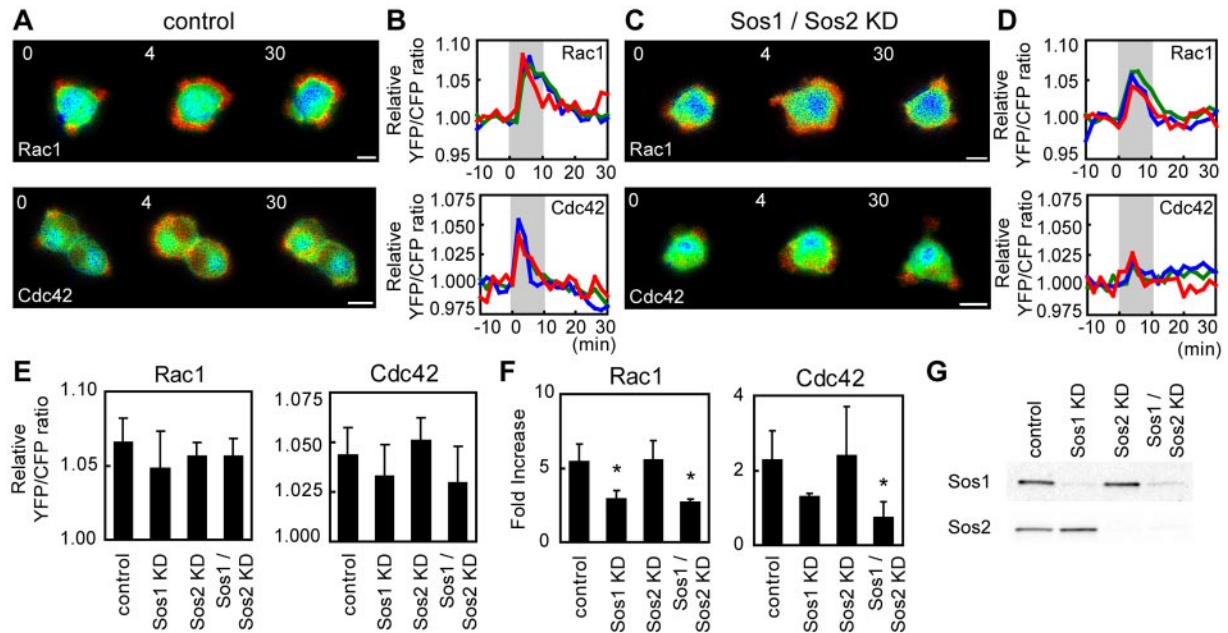 A control B C Sos1 / Sos2 KD D
0 4 30
Rac1
Relative
YFP/CFP ratio
1.10
1.05
1.00
0.95
Rac1
-10 0 10 20 30
0 4 30
Rac1
Relative
YFP/CFP ratio
1.10
1.05
1.00
0.95
Rac1
-10 0 10 20 30
0 4 30
Cdc42
Relative
YFP/CFP ratio
1.075
1.050
1.025
1.000
0.975
Cdc42
-10 0 10 20 30
(min)
0 4 30
Cdc42
Relative
YFP/CFP ratio
1.075
1.050
1.025
1.000
0.975
Cdc42
-10 0 10 20 30
(min)
E
Rac1
Relative
YFP/CFP ratio
1.10
1.05
1.00
control
Sos1 KD
Sos2 KD
Sos1 /
Sos2 KD
Cdc42
1.075
1.050
1.025
1.000
control
Sos1 KD
Sos2 KD
Sos1 /
Sos2 KD
F
Rac1
Fold Increase
10
5
0
* *
control
Sos1 KD
Sos2 KD
Sos1 /
Sos2 KD
Cdc42
4
2
0
*
control
Sos1 KD
Sos2 KD
Sos1 /
Sos2 KD
G
control
Sos1 KD
Sos2 KD
Sos1 /
Sos2 KD
Sos1
Sos2